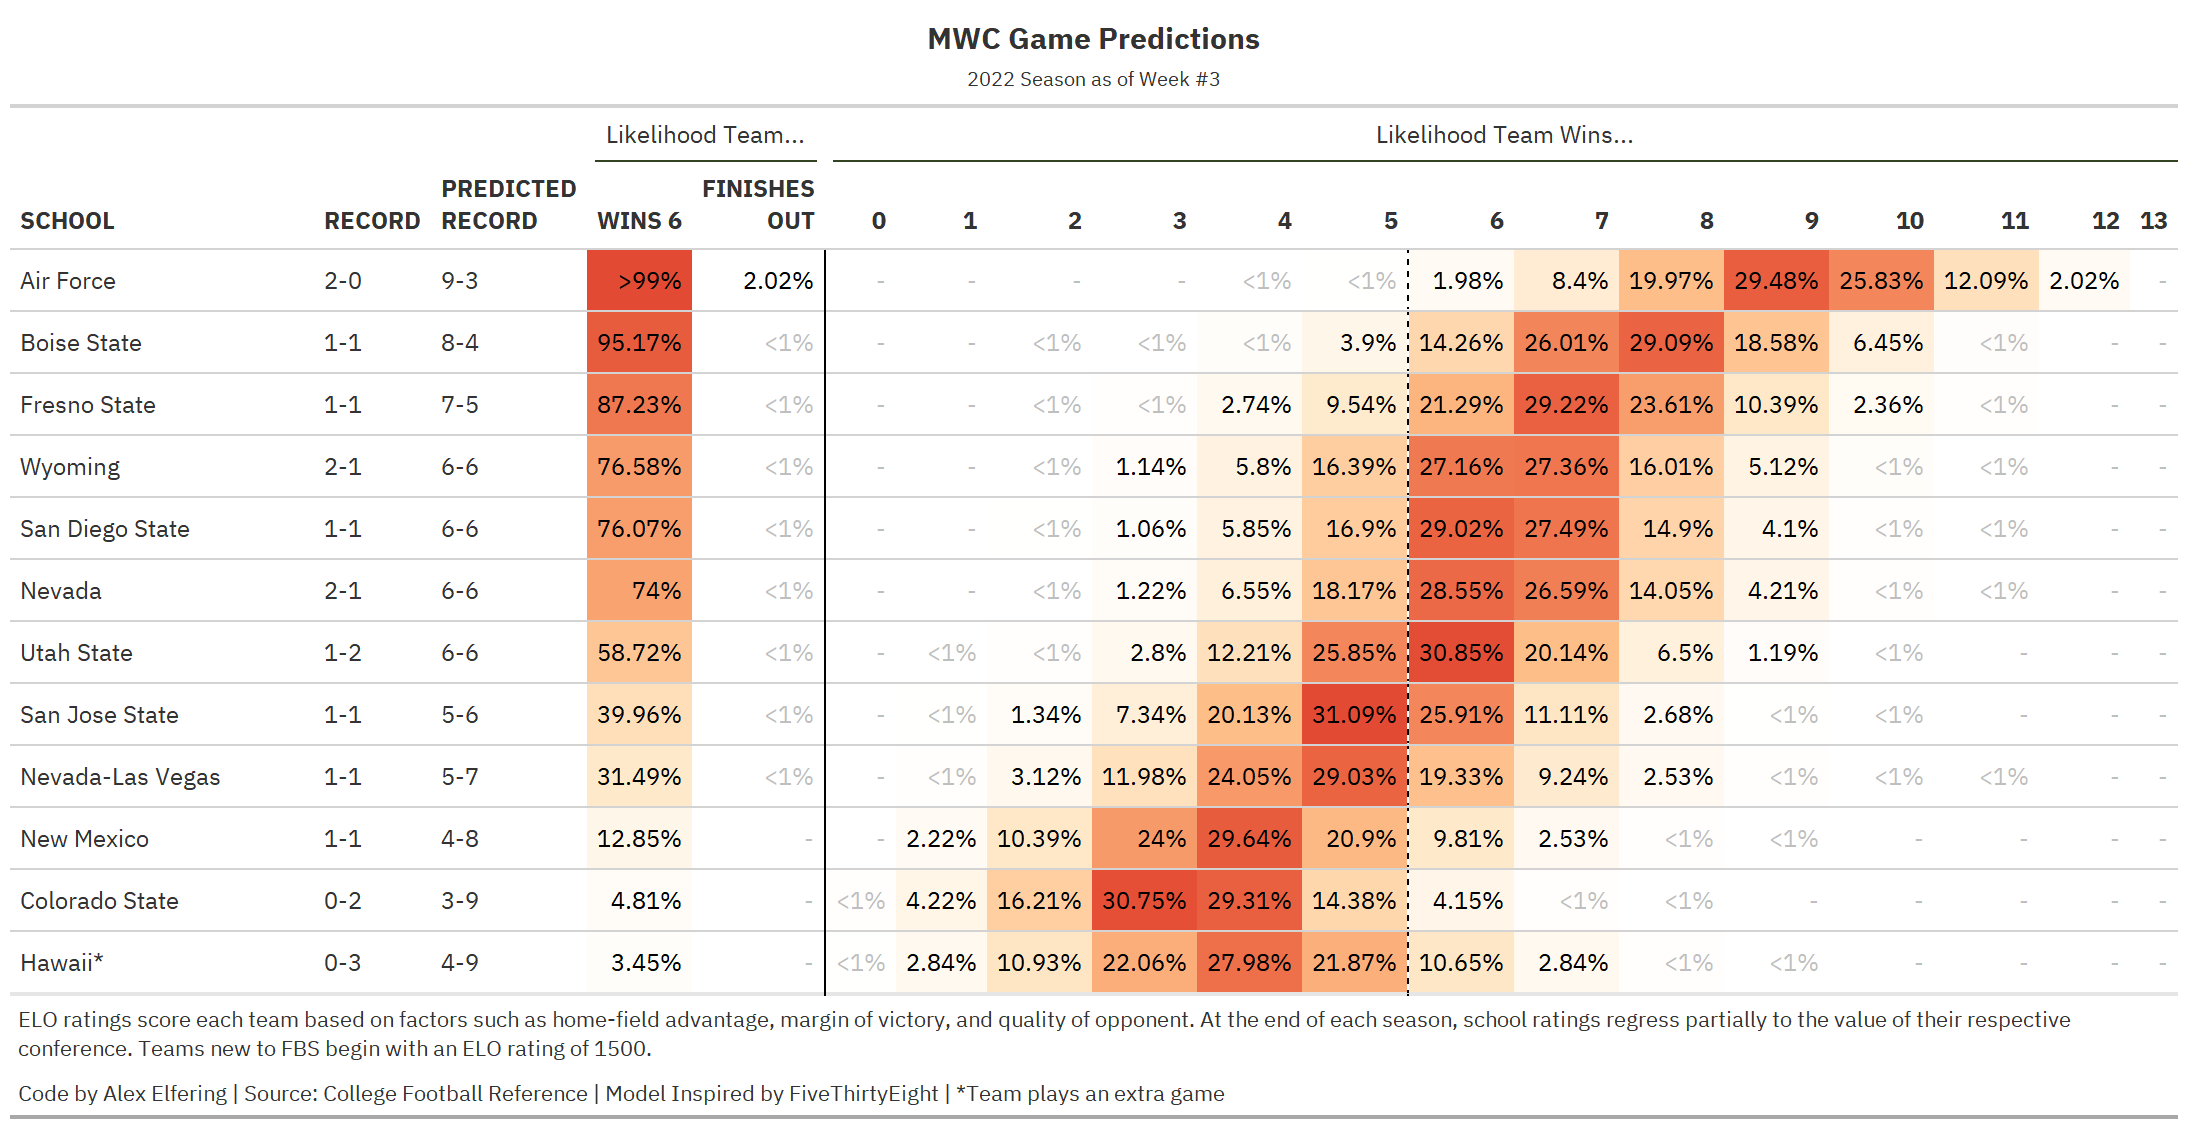 MWC Game Predictions
2022 Season as of Week #3
Likelihood Team... Likelihood Team Wins...
SCHOOL RECORD PREDICTED RECORD WINS 6 FINISHES OUT 0 1 2 3 4 5 6 7 8 9 10 11 12 13
Air Force 2-0 9-3 >99% 2.02% - - - - <1% <1% 1.98% 8.4% 19.97% 29.48% 25.83% 12.09% 2.02% -
Boise State 1-1 8-4 95.17% <1% - - <1% <1% <1% 3.9% 14.26% 26.01% 29.09% 18.58% 6.45% <1% - -
Fresno State 1-1 7-5 87.23% <1% - - <1% <1% 2.74% 9.54% 21.29% 29.22% 23.61% 10.39% 2.36% <1% - -
Wyoming 2-1 6-6 76.58% <1% - - <1% 1.14% 5.8% 16.39% 27.16% 27.36% 16.01% 5.12% <1% <1% - -
San Diego State 1-1 6-6 76.07% <1% - - <1% 1.06% 5.85% 16.9% 29.02% 27.49% 14.9% 4.1% <1% <1% - -
Nevada 2-1 6-6 74% <1% - - <1% 1.22% 6.55% 18.17% 28.55% 26.59% 14.05% 4.21% <1% <1% - -
Utah State 1-2 6-6 58.72% <1% - <1% <1% 2.8% 12.21% 25.85% 30.85% 20.14% 6.5% 1.19% <1% - - -
San Jose State 1-1 5-6 39.96% <1% - <1% 1.34% 7.34% 20.13% 31.09% 25.91% 11.11% 2.68% <1% <1% - - -
Nevada-Las Vegas 1-1 5-7 31.49% <1% - <1% 3.12% 11.98% 24.05% 29.03% 19.33% 9.24% 2.53% <1% <1% <1% - -
New Mexico 1-1 4-8 12.85% - - 2.22% 10.39% 24% 29.64% 20.9% 9.81% 2.53% <1% <1% - - - -
Colorado State 0-2 3-9 4.81% - <1% 4.22% 16.21% 30.75% 29.31% 14.38% 4.15% <1% <1% - - - - -
Hawaii* 0-3 4-9 3.45% - <1% 2.84% 10.93% 22.06% 27.98% 21.87% 10.65% 2.84% <1% <1% - - - -
ELO ratings score each team based on factors such as home-field advantage, margin of victory, and quality of opponent. At the end of each season, school ratings regress partially to the value of their respective
conference. Teams new to FBS begin with an ELO rating of 1500.
Code by Alex Elfering | Source: College Football Reference | Model Inspired by FiveThirtyEight | *Team plays an extra game